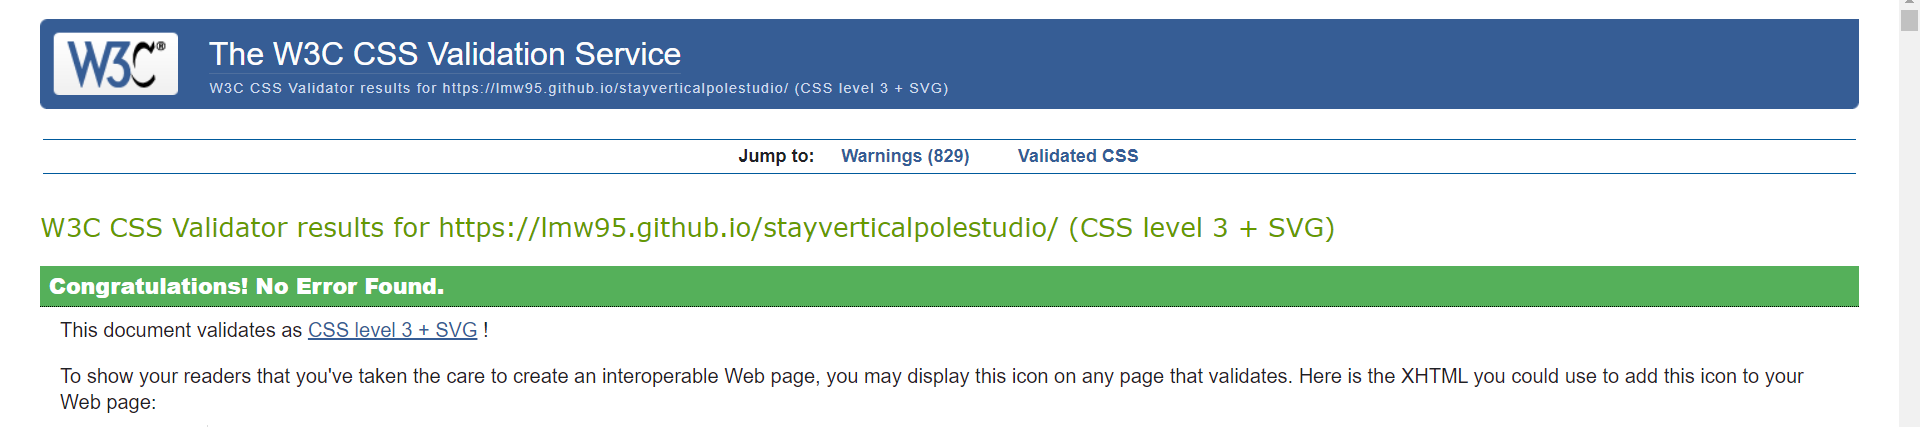 W3C®
The W3C CSS Validation Service
W3C CSS Validator results for https://lmw95.github.io/stayverticalpolestudio/ (CSS level 3 + SVG)
Jump to: Warnings (829) Validated CSS
W3C CSS Validator results for https://lmw95.github.io/stayverticalpolestudio/ (CSS level 3 + SVG)
Congratulations! No Error Found.
This document validates as CSS level 3 + SVG !
To show your readers that you've taken the care to create an interoperable Web page, you may display this icon on any page that validates. Here is the XHTML you could use to add this icon to your
Web page: